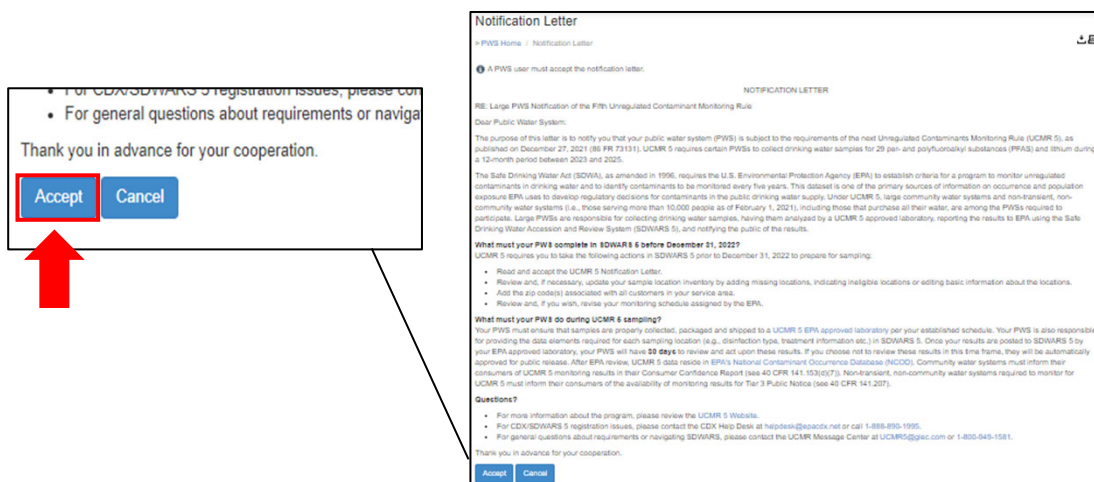 • For CDX/SDWARS 5 registration issues, please con
• For general questions about requirements or naviga
Thank you in advance for your cooperation.
Accept Cancel
Notification Letter
» PWS Home / Notification Letter
A PWS user must accept the notification letter.
NOTIFICATION LETTER
RE: Large PWS Notification of the Fifth Unregulated Contaminant Monitoring Rule
Dear Public Water System:
The purpose of this letter is to notify you that your public water system (PWS) is subject to the requirements of the next Unregulated Contaminants Monitoring Rule (UCMR 5), as
published on December 27, 2021 (86 FR 73131). UCMR 5 requires certain PWSs to collect drinking water samples for 29 per- and polyfluoroalkyl substances (PFAS) and lithium during
a 12-month period between 2023 and 2025.
The Safe Drinking Water Act (SDWA), as amended in 1996, requires the U.S. Environmental Protection Agency (EPA) to establish criteria for a program to monitor unregulated
contaminants in drinking water and to identify contaminants to be monitored every five years. This dataset is one of the primary sources of information on occurrence and population
exposure EPA uses to develop regulatory decisions for contaminants in the public drinking water supply. Under UCMR 5, large community water systems and non-transient, non-
community water systems (i.e., those serving more than 10,000 people as of February 1, 2021), including those that purchase all their water, are among the PWSs required to
participate. Large PWSs are responsible for collecting drinking water samples, having them analyzed by a UCMR 5 approved laboratory, reporting the results to EPA using the Safe
Drinking Water Accession and Review System (SDWARS 5), and notifying the public of the results.
What must your PWS complete in SDWARS 5 before December 31, 2022?
UCMR 5 requires you to take the following actions in SDWARS 5 prior to December 31, 2022 to prepare for sampling:
• Read and accept the UCMR 5 Notification Letter.
• Review and, if necessary, update your sample location inventory by adding missing locations, indicating ineligible locations or editing basic information about the locations.
• Add the zip code(s) associated with all customers in your service area.
• Review and, if you wish, revise your monitoring schedule assigned by the EPA.
What must your PWS do during UCMR 5 sampling?
Your PWS must ensure that samples are properly collected, packaged and shipped to a UCMR 5 EPA approved laboratory per your established schedule. Your PWS is also responsible
for providing the data elements required for each sampling location (e.g., disinfection type, treatment information etc.) in SDWARS 5. Once your results are posted to SDWARS 5 by
your EPA approved laboratory, your PWS will have 30 days to review and act upon these results. If you choose not to review these results in this time frame, they will be automatically
approved for public release. After EPA review, UCMR 5 data reside in EPA's National Contaminant Occurrence Database (NCOD). Community water systems must inform their
consumers of UCMR 5 monitoring results in their Consumer Confidence Report (see 40 CFR 141.153(d)(7)). Non-transient, non-community water systems required to monitor for
UCMR 5 must inform their consumers of the availability of monitoring results for Tier 3 Public Notice (see 40 CFR 141.207).
Questions?
• For more information about the program, please review the UCMR 5 Website.
• For CDX/SDWARS 5 registration issues, please contact the CDX Help Desk at helpdesk@epacdx.net or call 1-888-890-1995.
• For general questions about requirements or navigating SDWARS, please contact the UCMR Message Center at UCMR5@glec.com or 1-800-949-1581.
Thank you in advance for your cooperation.
Accept Cancel